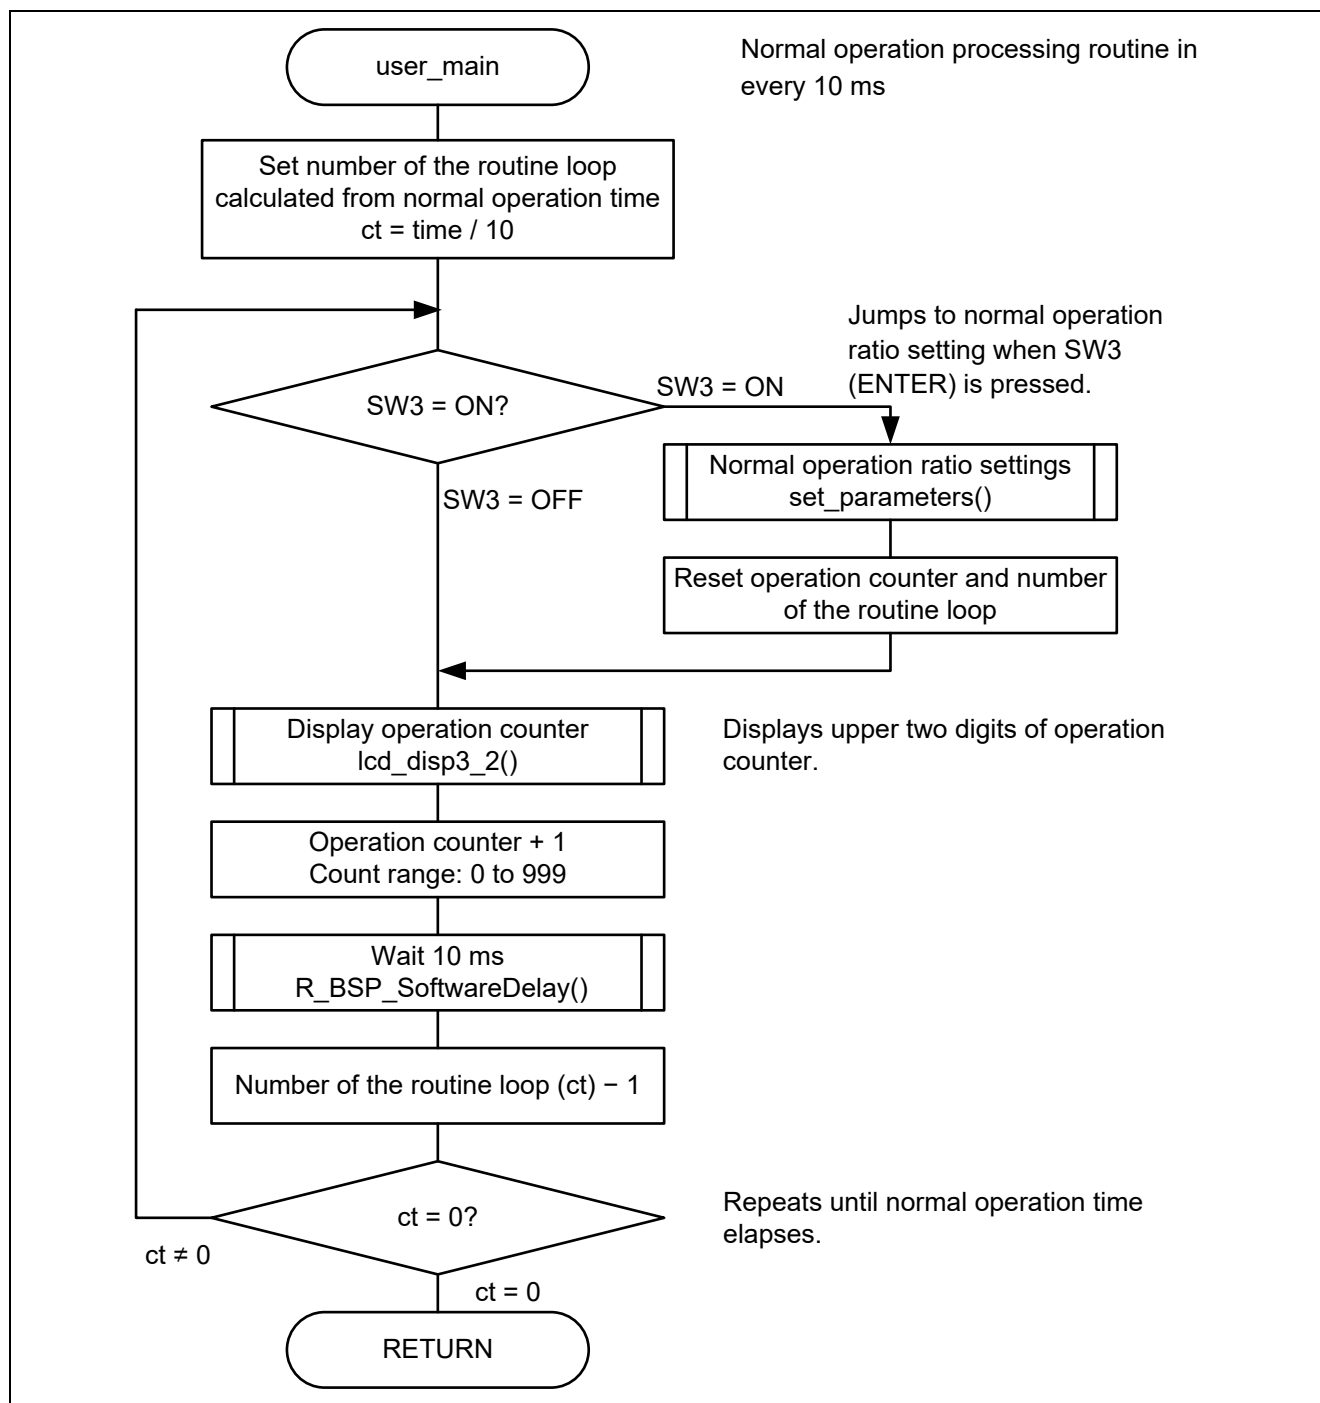 user_main
Normal operation processing routine in
every 10 ms
Set number of the routine loop
calculated from normal operation time
ct = time / 10
Jumps to normal operation
ratio setting when SW3
(ENTER) is pressed.
SW3 = ON?
SW3 = ON
Normal operation ratio settings
set_parameters()
SW3 = OFF
Reset operation counter and number
of the routine loop
Display operation counter
lcd_disp3_2()
Displays upper two digits of operation
counter.
Operation counter + 1
Count range: 0 to 999
Wait 10 ms
R_BSP_SoftwareDelay()
Number of the routine loop (ct) − 1
ct = 0?
Repeats until normal operation time
elapses.
ct ≠ 0
ct = 0
RETURN